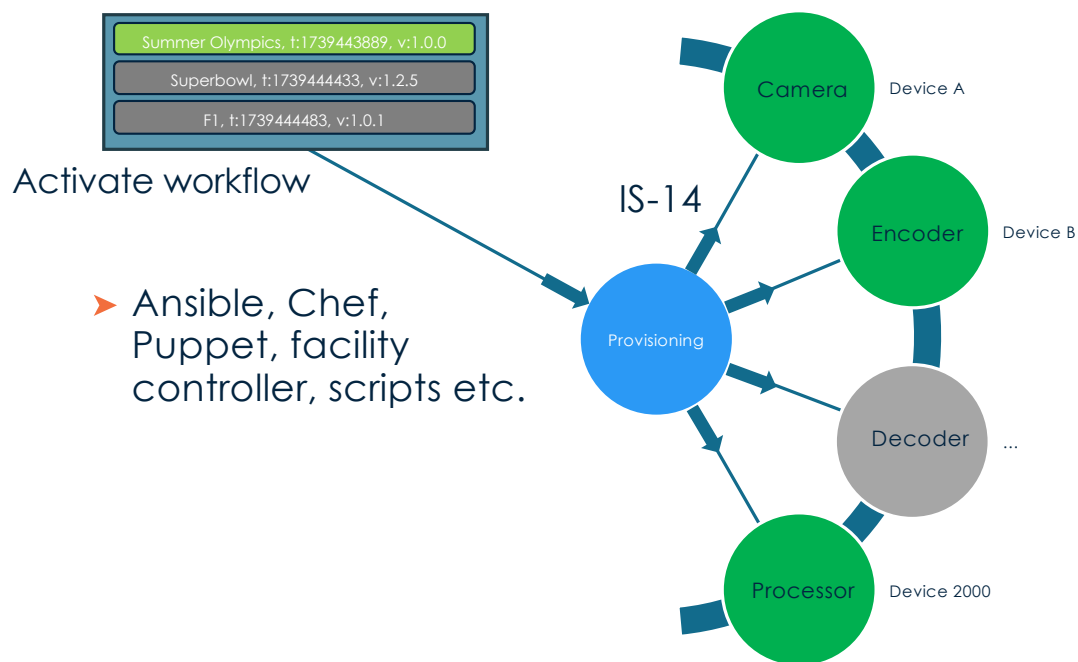 Summer Olympics, t:1739443889, v:1.0.0
Superbowl, t:1739444433, v:1.2.5
F1, t:1739444483, v:1.0.1
Activate workflow
Camera
Device A
IS-14
Encoder
Device B
➤ Ansible, Chef,
Puppet, facility
controller, scripts etc.
Provisioning
Decoder
...
Processor
Device 2000